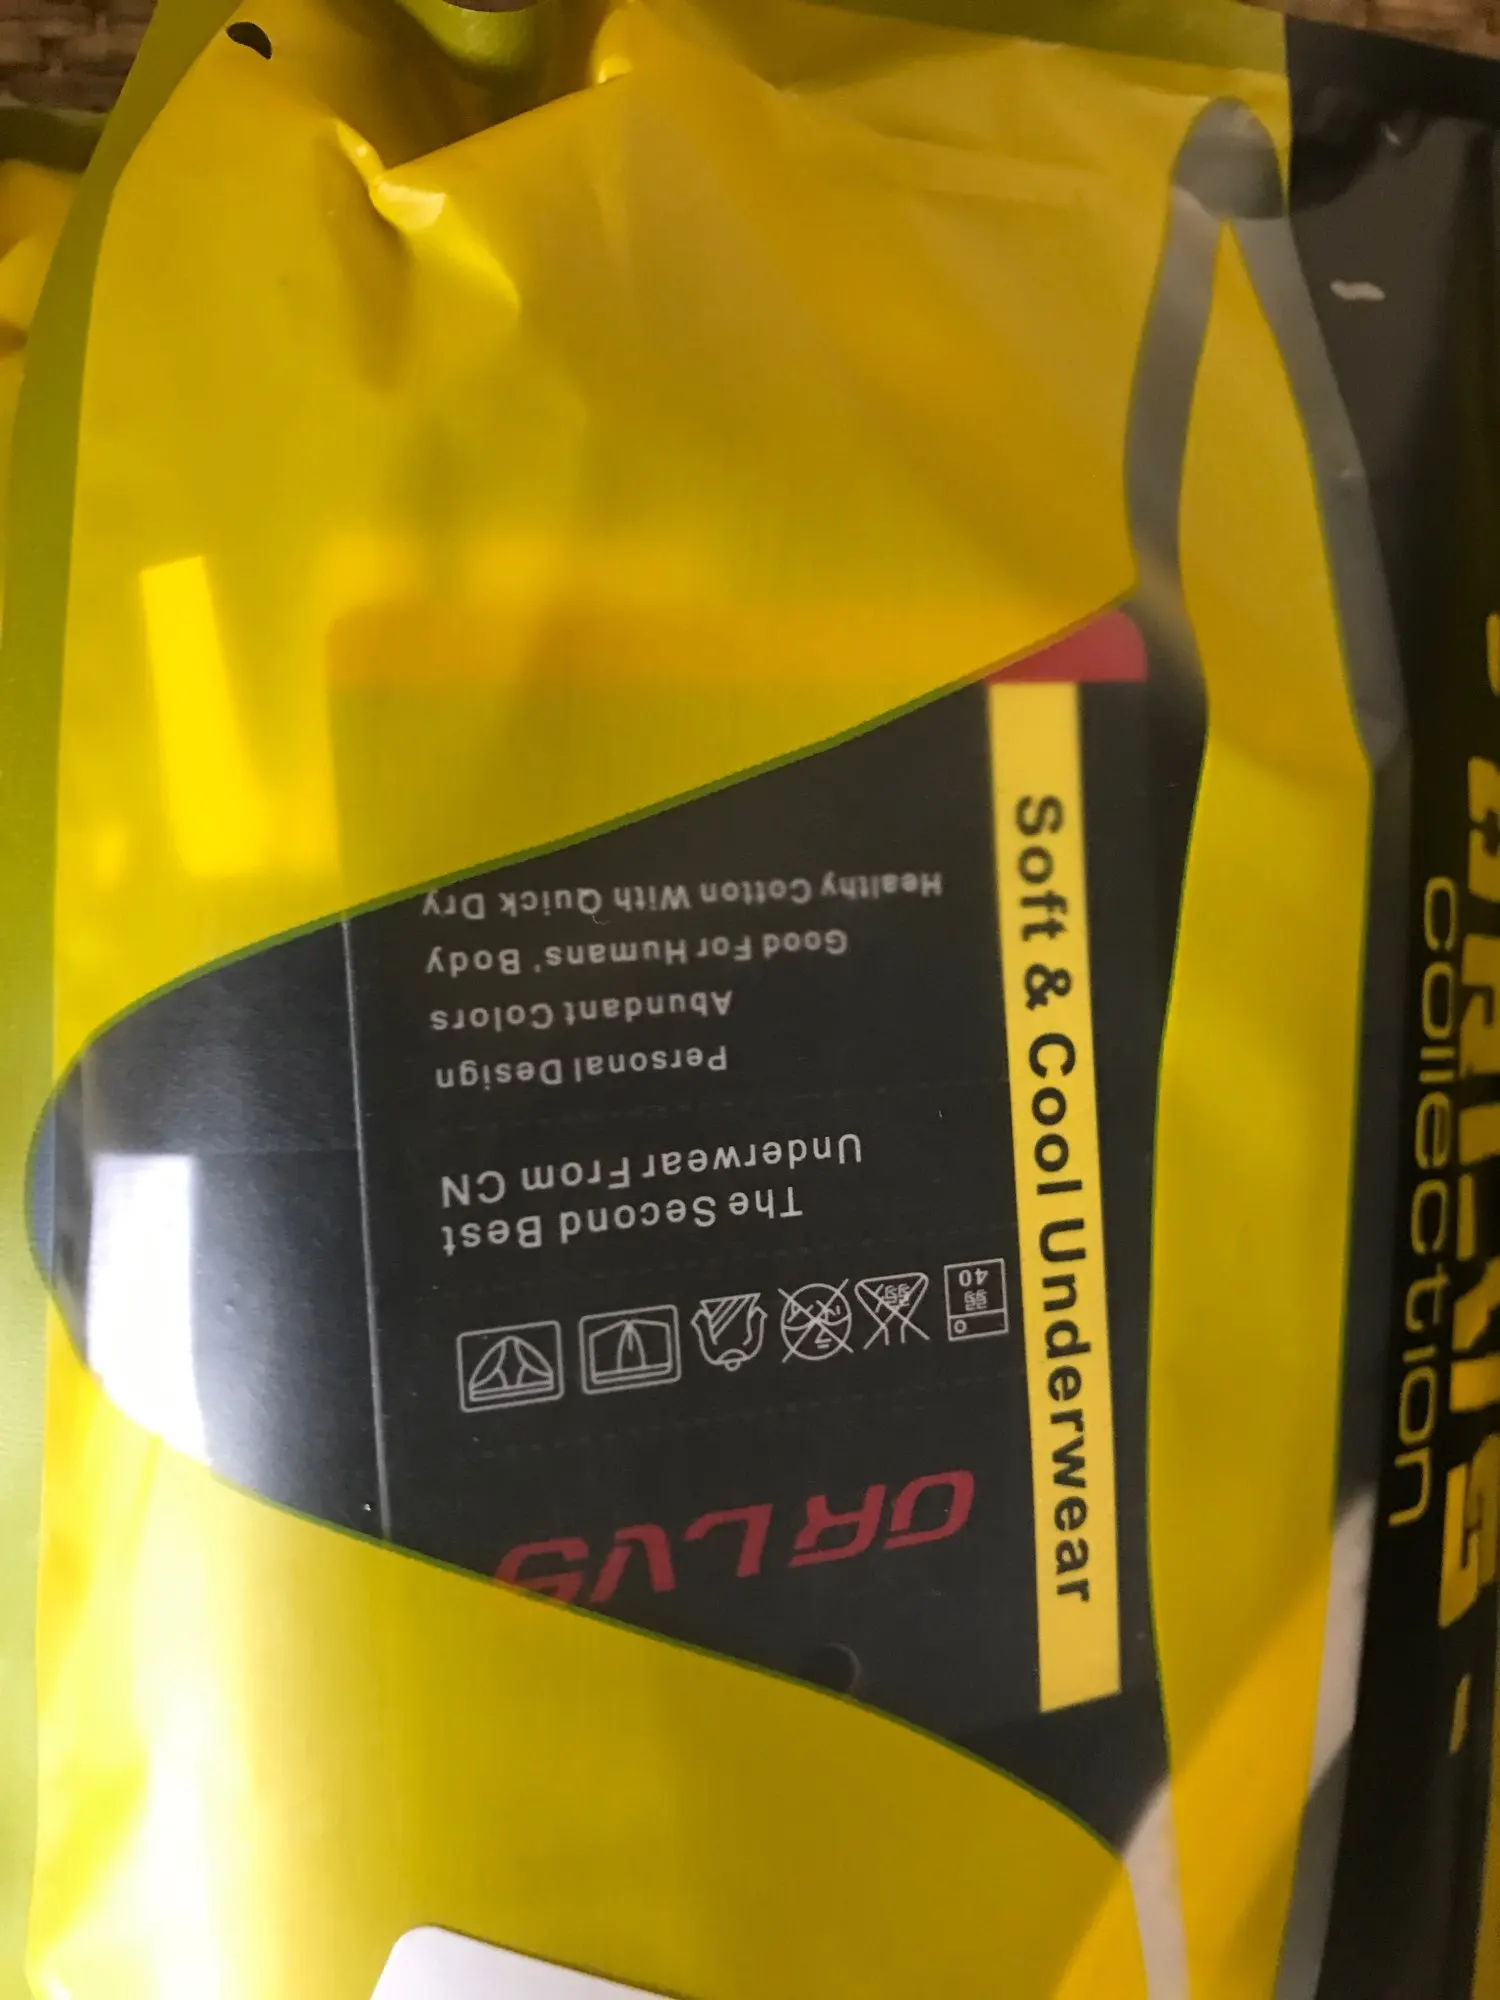 ORLVS
40
The Second Best
Underwear From CN
Personal Design
Abundant Colors
Good For Humans' Body
Healthy Cotton With Quick Dry
Soft & Cool Underwear
collection